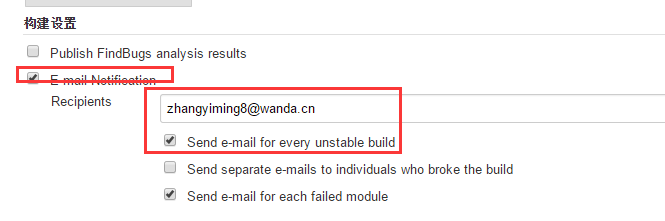 构建设置
Publish FindBugs analysis results
E-mail Notification
Recipients
zhangyiming8@wanda.cn
Send e-mail for every unstable build
Send separate e-mails to individuals who broke the build
Send e-mail for each failed module